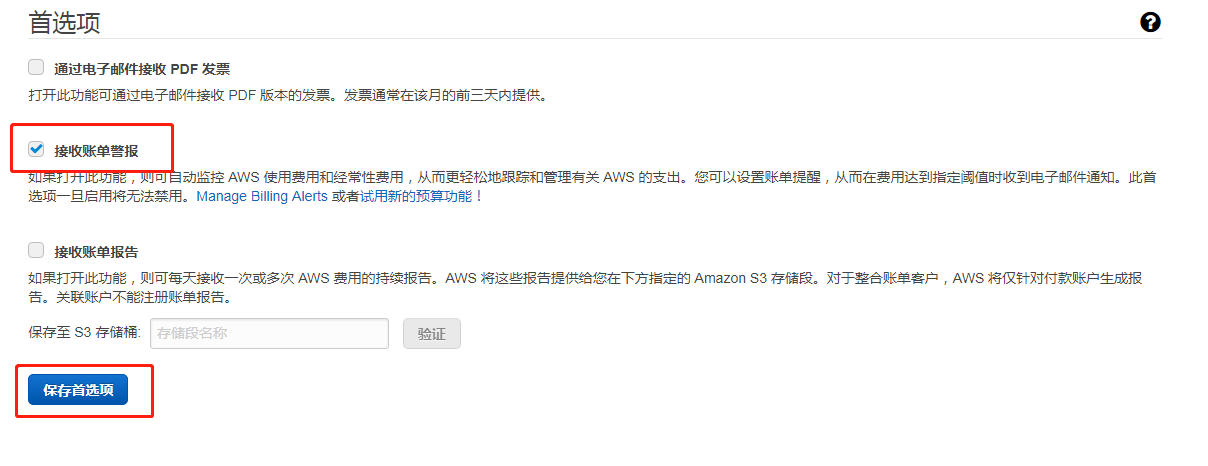 首选项
通过电子邮件接收 PDF 发票
打开此功能可通过电子邮件接收 PDF 版本的发票。发票通常在该月的前三天内提供。
接收账单警报
如果打开此功能，则可自动监控 AWS 使用费用和经常性费用，从而更轻松地跟踪和管理有关 AWS 的支出。您可以设置账单提醒，从而在费用达到指定阈值时收到电子邮件通知。此首
选项一旦启用将无法禁用。Manage Billing Alerts 或者试用新的预算功能！
接收账单报告
如果打开此功能，则可每天接收一次或多次 AWS 费用的持续报告。AWS 将这些报告提供给您在下方指定的 Amazon S3 存储段。对于整合账单客户，AWS 将仅针对付款账户生成报
告。关联账户不能注册账单报告。
保存至 S3 存储桶: 存储段名称 验证
保存首选项